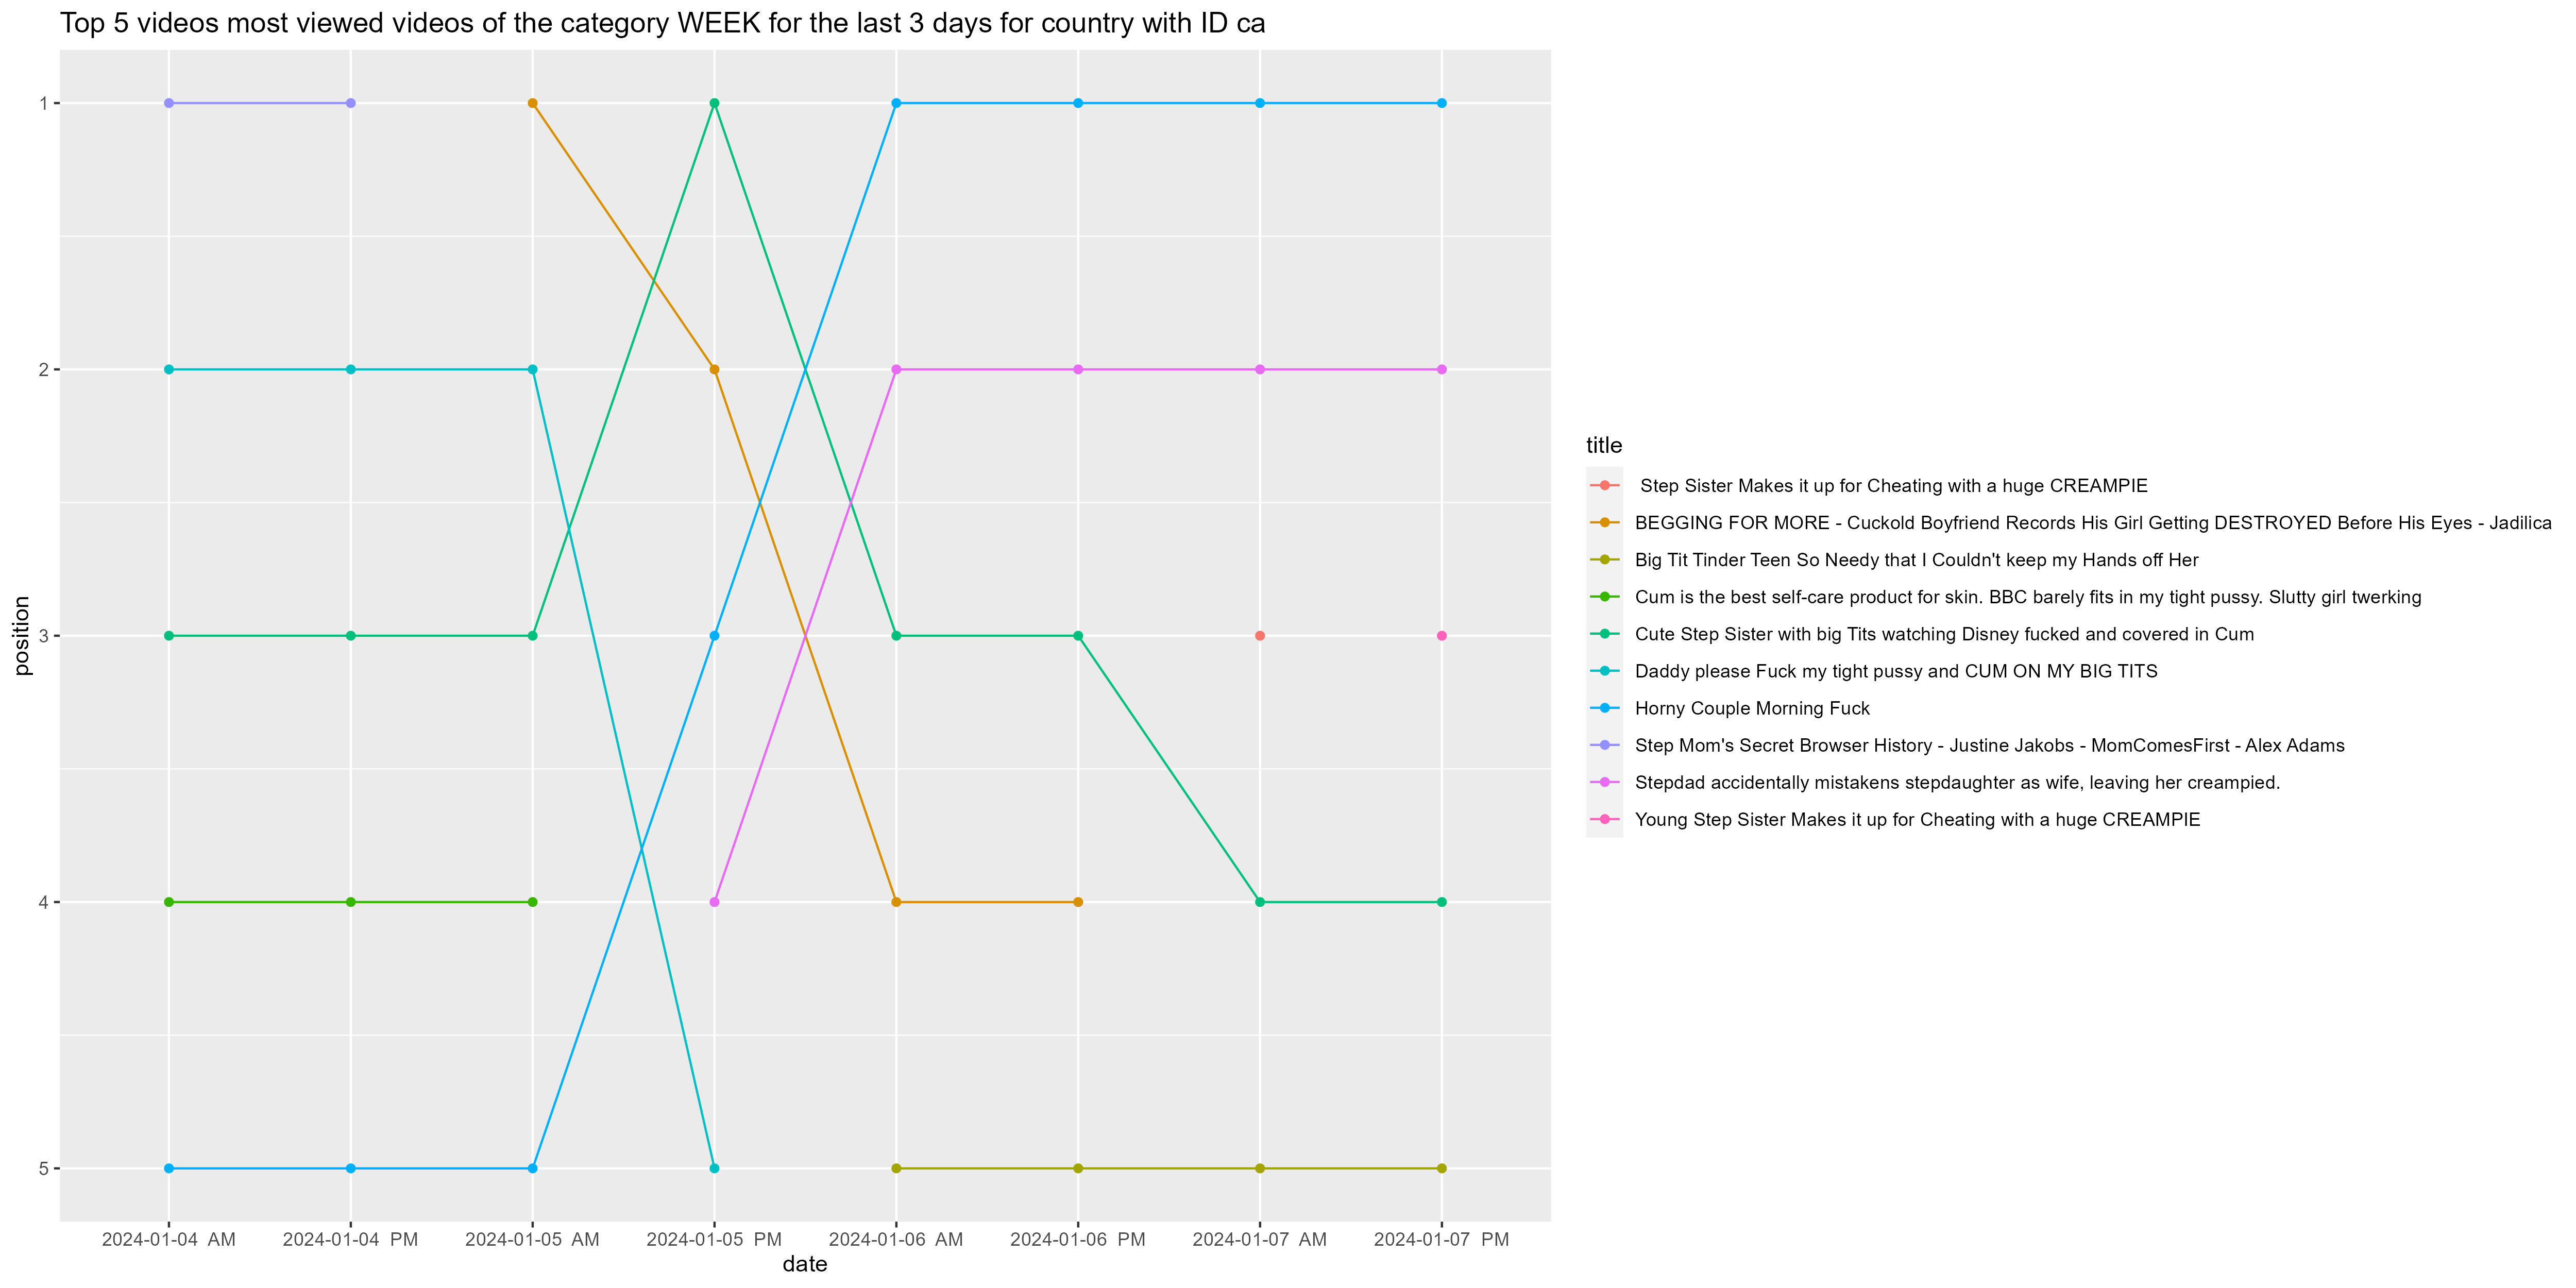 Top 5 videos most viewed videos of the category WEEK for the last 3 days for country with ID ca
1
2
3
4
5
position
2024-01-04 AM
2024-01-04 PM
2024-01-05 AM
2024-01-05 PM
2024-01-06 AM
2024-01-06 PM
2024-01-07 AM
2024-01-07 PM
date
title
Step Sister Makes it up for Cheating with a huge CREAMPIE
BEGGING FOR MORE - Cuckold Boyfriend Records His Girl Getting DESTROYED Before His Eyes - Jadilica
Big Tit Tinder Teen So Needy that I Couldn't keep my Hands off Her
Cum is the best self-care product for skin. BBC barely fits in my tight pussy. Slutty girl twerking
Cute Step Sister with big Tits watching Disney fucked and covered in Cum
Daddy please Fuck my tight pussy and CUM ON MY BIG TITS
Horny Couple Morning Fuck
Step Mom's Secret Browser History - Justine Jakobs - MomComesFirst - Alex Adams
Stepdad accidentally mistakens stepdaughter as wife, leaving her creampied.
Young Step Sister Makes it up for Cheating with a huge CREAMPIE